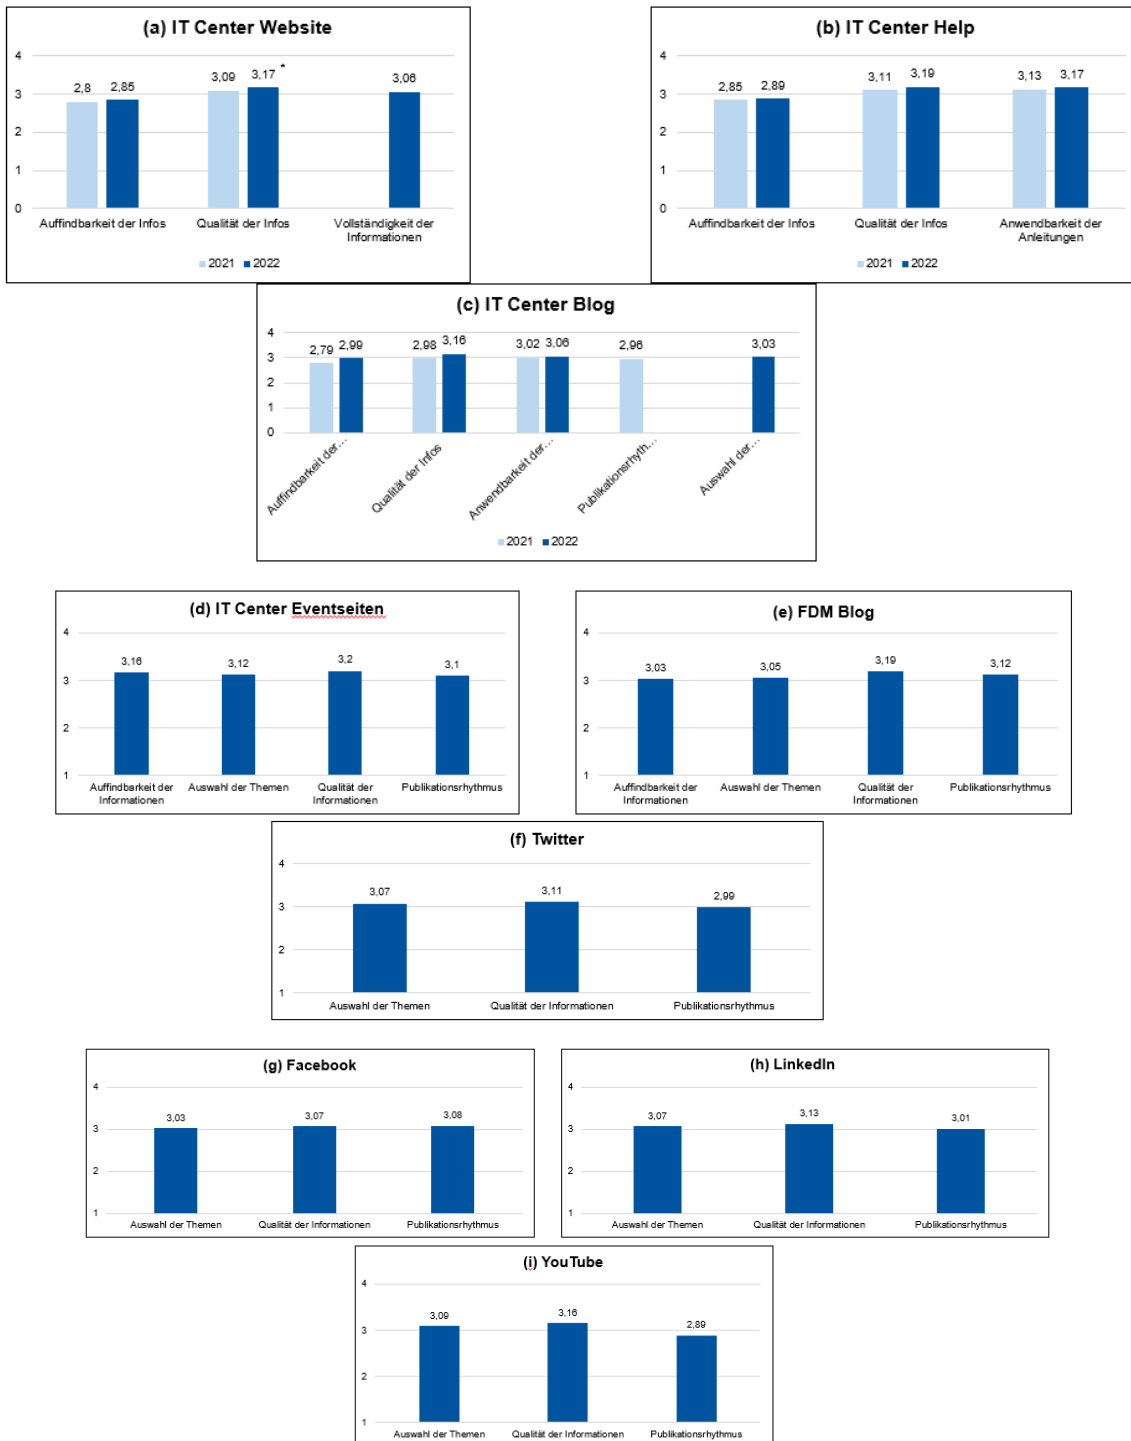 (a) IT Center Website
4
3
2
1
0
2,8
2,85
3,09
3,17
*
3,06
Auffindbarkeit der Infos
Qualität der Infos
Vollständigkeit der
Informationen
2021
2022
(b) IT Center Help
4
3
2
1
0
2,85
2,89
3,11
3,19
3,13
3,17
Auffindbarkeit der Infos
Qualität der Infos
Anwendbarkeit der
Anleitungen
2021
2022
(c) IT Center Blog
4
3
2
1
0
2,79
2,99
2,98
3,16
3,02
3,06
2,96
3,03
Auffindbarkeit der...
Qualität der Infos
Anwendbarkeit der...
Publikationsrhyth...
Auswahl der...
2021
2022
(d) IT Center Eventseiten
4
3
2
1
3,16
3,12
3,2
3,1
Auffindbarkeit der
Informationen
Auswahl der Themen
Qualität der
Informationen
Publikationsrhythmus
(e) FDM Blog
4
3
2
1
3,03
3,05
3,19
3,12
Auffindbarkeit der
Informationen
Auswahl der Themen
Qualität der
Informationen
Publikationsrhythmus
(f) Twitter
4
3
2
1
3,07
3,11
2,99
Auswahl der Themen
Qualität der Informationen
Publikationsrhythmus
(g) Facebook
4
3
2
1
3,03
3,07
3,08
Auswahl der Themen
Qualität der Informationen
Publikationsrhythmus
(h) LinkedIn
4
3
2
1
3,07
3,13
3,01
Auswahl der Themen
Qualität der Informationen
Publikationsrhythmus
(i) YouTube
4
3
2
1
3,09
3,16
2,89
Auswahl der Themen
Qualität der Informationen
Publikationsrhythmus